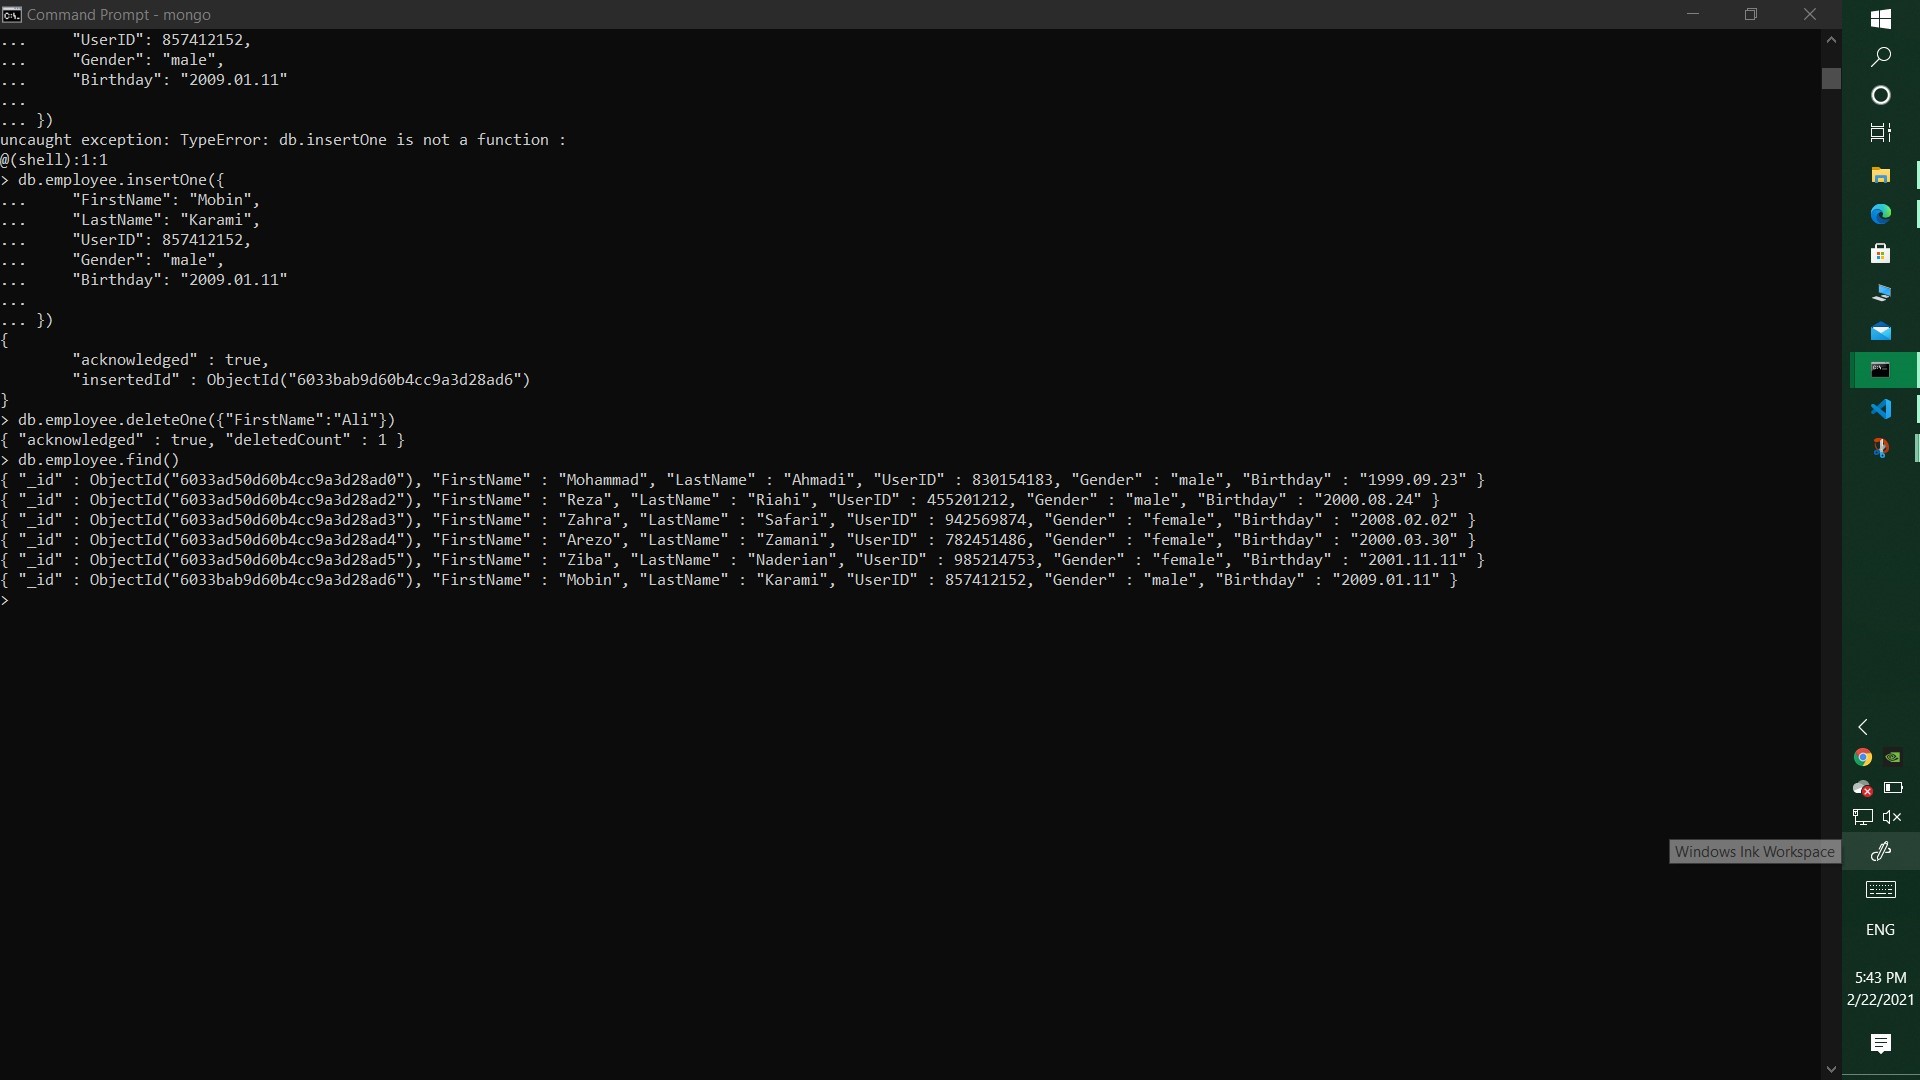 Command Prompt - mongo
...     "UserID": 857412152,
...     "Gender": "male",
...     "Birthday": "2009.01.11"
...
... })
uncaught exception: TypeError: db.insertOne is not a function :
@(shell):1:1
> db.employee.insertOne({
...     "FirstName": "Mobin",
...     "LastName": "Karami",
...     "UserID": 857412152,
...     "Gender": "male",
...     "Birthday": "2009.01.11"
...
... })
{
        "acknowledged" : true,
        "insertedId" : ObjectId("6033bab9d60b4cc9a3d28ad6")
}
> db.employee.deleteOne({"FirstName":"Ali"})
{ "acknowledged" : true, "deletedCount" : 1 }
> db.employee.find()
{ "_id" : ObjectId("6033ad50d60b4cc9a3d28ad0"), "FirstName" : "Mohammad", "LastName" : "Ahmadi", "UserID" : 830154183, "Gender" : "male", "Birthday" : "1999.09.23" }
{ "_id" : ObjectId("6033ad50d60b4cc9a3d28ad2"), "FirstName" : "Reza", "LastName" : "Riahi", "UserID" : 455201212, "Gender" : "male", "Birthday" : "2000.08.24" }
{ "_id" : ObjectId("6033ad50d60b4cc9a3d28ad3"), "FirstName" : "Zahra", "LastName" : "Safari", "UserID" : 942569874, "Gender" : "female", "Birthday" : "2008.02.02" }
{ "_id" : ObjectId("6033ad50d60b4cc9a3d28ad4"), "FirstName" : "Arezo", "LastName" : "Zamani", "UserID" : 782451486, "Gender" : "female", "Birthday" : "2000.03.30" }
{ "_id" : ObjectId("6033ad50d60b4cc9a3d28ad5"), "FirstName" : "Ziba", "LastName" : "Naderian", "UserID" : 985214753, "Gender" : "female", "Birthday" : "2001.11.11" }
{ "_id" : ObjectId("6033bab9d60b4cc9a3d28ad6"), "FirstName" : "Mobin", "LastName" : "Karami", "UserID" : 857412152, "Gender" : "male", "Birthday" : "2009.01.11" }
>
Windows Ink Workspace
ENG
5:43 PM
2/22/2021